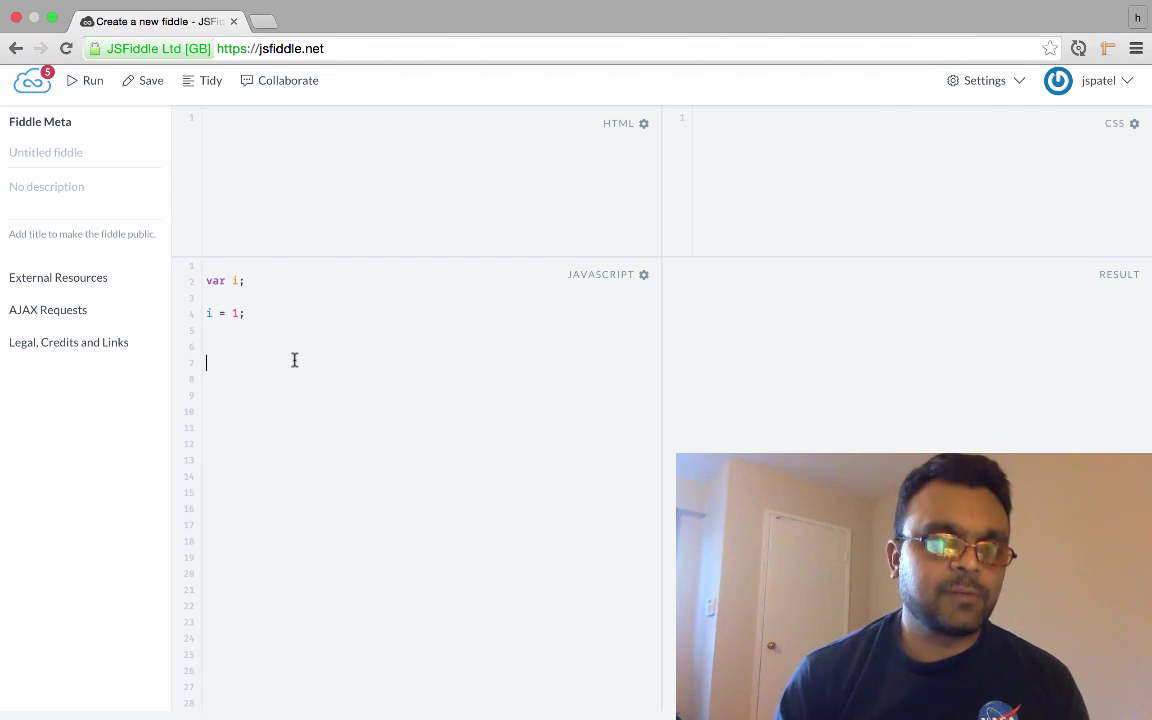 Create a new fiddle - JSFid
h
JSFiddle Ltd [GB] https://jsfiddle.net
5
Run
Save
Tidy
Collaborate
Settings
jspatel
Fiddle Meta
Untitled fiddle
No description
Add title to make the fiddle public.
External Resources
AJAX Requests
Legal, Credits and Links
1
HTML
1
CSS
JAVASCRIPT
RESULT
1
2 var i;
3
4 i = 1;
5
6
7
8
9
10
11
12
13
14
15
16
17
18
19
20
21
22
23
24
25
26
27
28
NASA